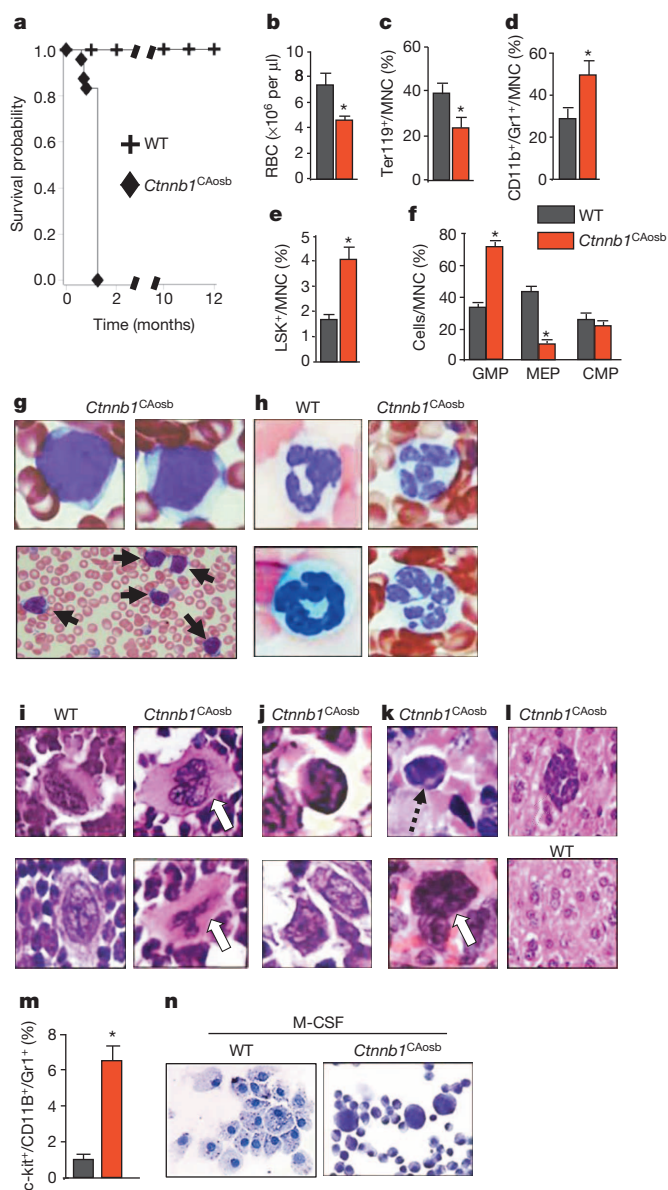 a
Survival probability
1.0
0.8
0.6
0.4
0.2
0.0
WT
Ctnnb1CAosb
0 2 10 12
Time (months)
b
RBC (×10⁶ per μl)
10
8
6
4
2
0
*
c
Ter119⁺/MNC (%)
60
40
20
0
*
d
CD11b⁺/Gr1⁺/MNC (%)
60
40
20
0
*
WT
Ctnnb1CAosb
e
LSK⁺/MNC (%)
5
4
3
2
1
0
*
f
Cells/MNC (%)
80
60
40
20
0
*
*
GMP MEP CMP
g
Ctnnb1CAosb
h
WT Ctnnb1CAosb
i
WT Ctnnb1CAosb
j
Ctnnb1CAosb
k
Ctnnb1CAosb
l
Ctnnb1CAosb
WT
m
c-kit⁺/CD11B⁺/Gr1⁺ (%)
8
6
4
2
0
*
n
M-CSF
WT Ctnnb1CAosb